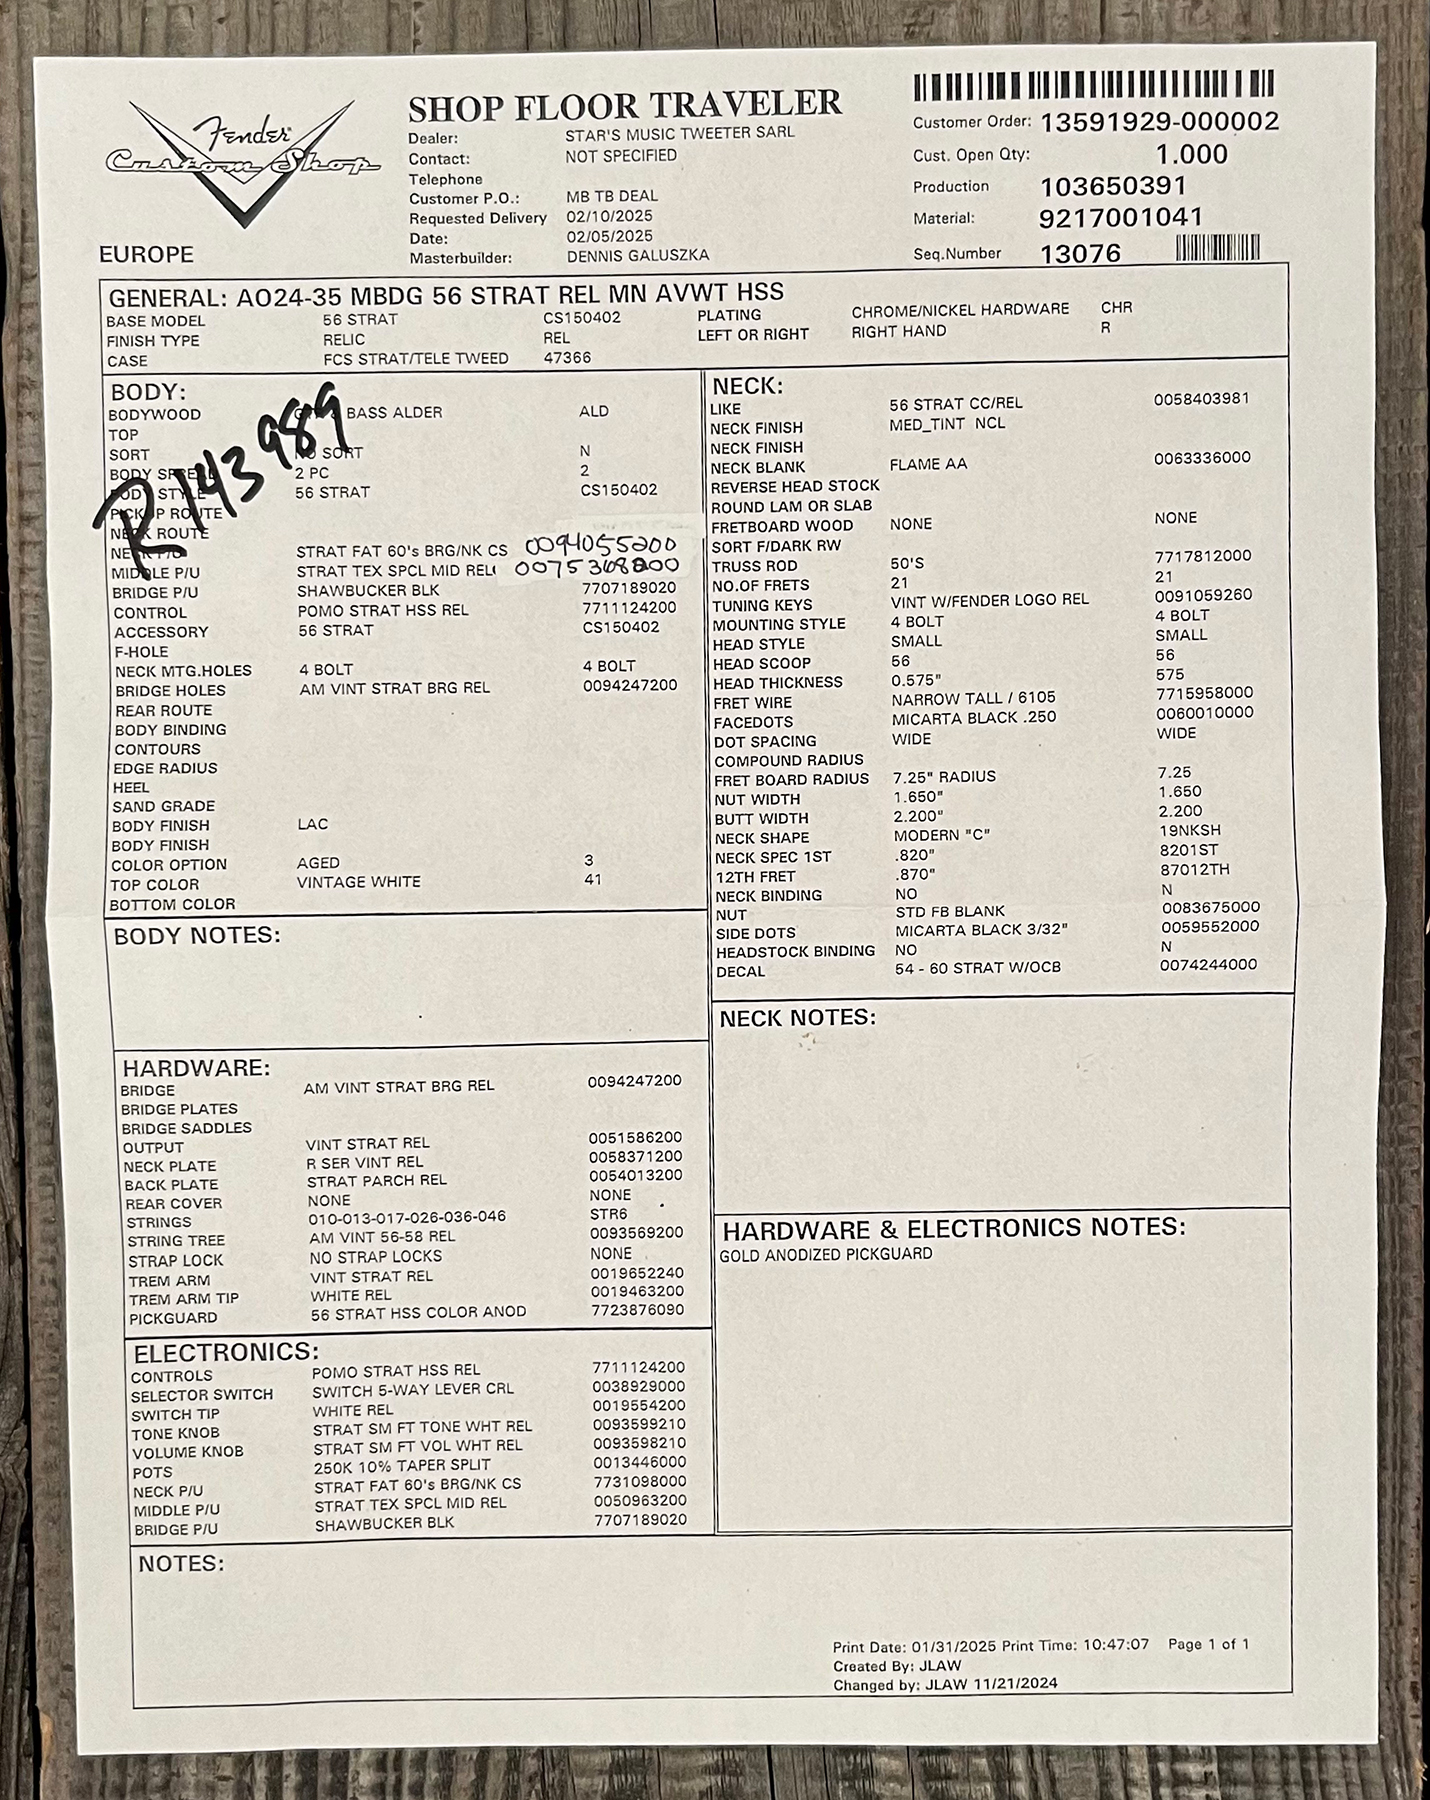 Fender
Custom Shop
EUROPE
SHOP FLOOR TRAVELER
Dealer: STAR'S MUSIC TWEETER SARL
Contact: NOT SPECIFIED
Telephone
Customer P.O.: MB TB DEAL
Requested Delivery 02/10/2025
Date: 02/05/2025
Masterbuilder: DENNIS GALUSZKA
Customer Order: 13591929-000002
Cust. Open Qty: 1.000
Production 103650391
Material: 9217001041
Seq.Number 13076
GENERAL: AO24-35 MBDG 56 STRAT REL MN AVWT HSS
BASE MODEL 56 STRAT CS150402 PLATING CHROME/NICKEL HARDWARE CHR
FINISH TYPE RELIC REL LEFT OR RIGHT RIGHT HAND R
CASE FCS STRAT/TELE TWEED 47366
R143989
BODY:
BODYWOOD BASS ALDER ALD
TOP
SORT NO SORT N
BODY SPREAD 2 PC 2
BODY STYLE 56 STRAT CS150402
PICKUP ROUTE
NECK ROUTE
NECK P/U STRAT FAT 60's BRG/NK CS 0094055200
MIDDLE P/U STRAT TEX SPCL MID REL
BRIDGE P/U SHAWBUCKER BLK 7707189020
CONTROL POMO STRAT HSS REL 7711124200
ACCESSORY 56 STRAT CS150402
F-HOLE
NECK MTG.HOLES 4 BOLT 4 BOLT
BRIDGE HOLES AM VINT STRAT BRG REL 0094247200
REAR ROUTE
BODY BINDING
CONTOURS
EDGE RADIUS
HEEL
SAND GRADE
BODY FINISH LAC
BODY FINISH
COLOR OPTION AGED 3
TOP COLOR VINTAGE WHITE 41
BOTTOM COLOR
BODY NOTES:
HARDWARE:
BRIDGE AM VINT STRAT BRG REL 0094247200
BRIDGE PLATES
BRIDGE SADDLES
OUTPUT VINT STRAT REL 0051586200
NECK PLATE R SER VINT REL 0058371200
BACK PLATE STRAT PARCH REL 0054013200
REAR COVER NONE NONE
STRINGS 010-013-017-026-036-046 STR6
STRING TREE AM VINT 56-58 REL 0093569200
STRAP LOCK NO STRAP LOCKS NONE
TREM ARM VINT STRAT REL 0019652240
TREM ARM TIP WHITE REL 0019463200
PICKGUARD 56 STRAT HSS COLOR ANOD 7723876090
ELECTRONICS:
CONTROLS POMO STRAT HSS REL 7711124200
SELECTOR SWITCH SWITCH 5-WAY LEVER CRL 0038929000
SWITCH TIP WHITE REL 0019554200
TONE KNOB STRAT SM FT TONE WHT REL 0093599210
VOLUME KNOB STRAT SM FT VOL WHT REL 0093598210
POTS 250K 10% TAPER SPLIT 0013446000
NECK P/U STRAT FAT 60's BRG/NK CS 7731098000
MIDDLE P/U STRAT TEX SPCL MID REL 0050963200
BRIDGE P/U SHAWBUCKER BLK 7707189020
NECK:
LIKE 56 STRAT CC/REL 0058403981
NECK FINISH MED_TINT NCL
NECK FINISH
NECK BLANK FLAME AA 0063336000
REVERSE HEAD STOCK
ROUND LAM OR SLAB
FRETBOARD WOOD NONE NONE
SORT F/DARK RW
TRUSS ROD 50'S 7717812000
NO.OF FRETS 21 21
TUNING KEYS VINT W/FENDER LOGO REL 0091059260
MOUNTING STYLE 4 BOLT 4 BOLT
HEAD STYLE SMALL SMALL
HEAD SCOOP 56 56
HEAD THICKNESS 0.575" 575
FRET WIRE NARROW TALL / 6105 7715958000
FACEDOTS MICARTA BLACK .250 0060010000
DOT SPACING WIDE WIDE
COMPOUND RADIUS
FRET BOARD RADIUS 7.25" RADIUS 7.25
NUT WIDTH 1.650" 1.650
BUTT WIDTH 2.200" 2.200
NECK SHAPE MODERN "C" 19NKSH
NECK SPEC 1ST .820" 8201ST
12TH FRET .870" 87012TH
NECK BINDING NO N
NUT STD FB BLANK 0083675000
SIDE DOTS MICARTA BLACK 3/32" 0059552000
HEADSTOCK BINDING NO N
DECAL 54 - 60 STRAT W/OCB 0074244000
NECK NOTES:
HARDWARE & ELECTRONICS NOTES:
GOLD ANODIZED PICKGUARD
NOTES:
Print Date: 01/31/2025 Print Time: 10:47:07 Page 1 of 1
Created By: JLAW
Changed by: JLAW 11/21/2024